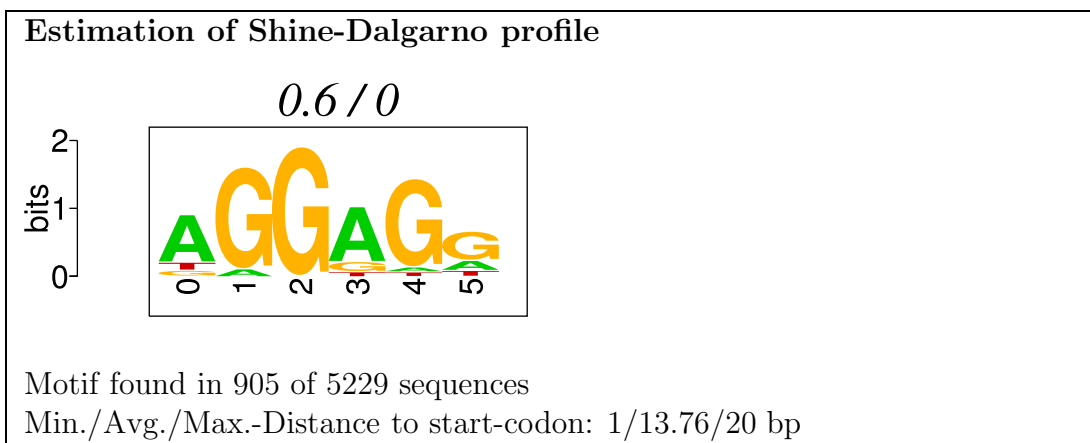 Estimation of Shine-Dalgarno profile
0.6 / 0
2
1
0
bits
A G G A G G
T A G A A
G T T T
0 1 2 3 4 5
Motif found in 905 of 5229 sequences
Min./Avg./Max.-Distance to start-codon: 1/13.76/20 bp